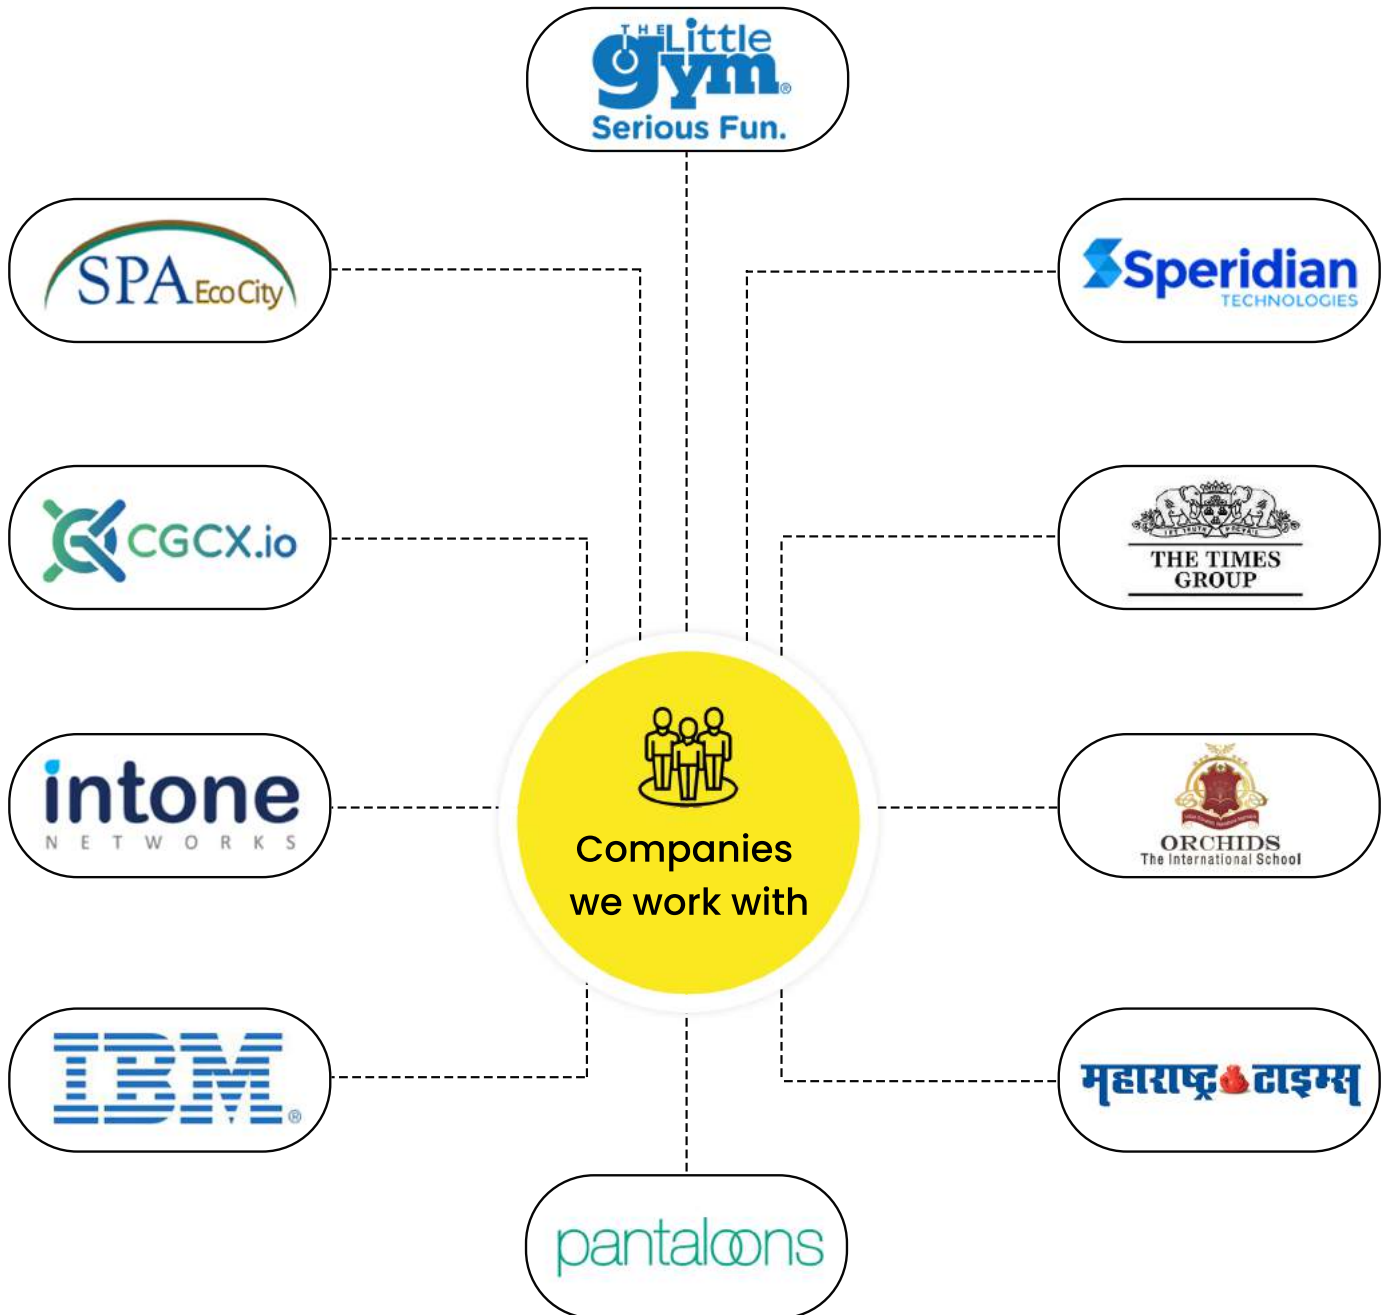 THE Little
gym®
Serious Fun.
SPA Eco City
Speridian
TECHNOLOGIES
CGCX.io
THE TIMES
GROUP
intone
NETWORKS
Companies
we work with
ORCHIDS
The International School
IBM®
महाराष्ट्र टाइम्स
pantaloons